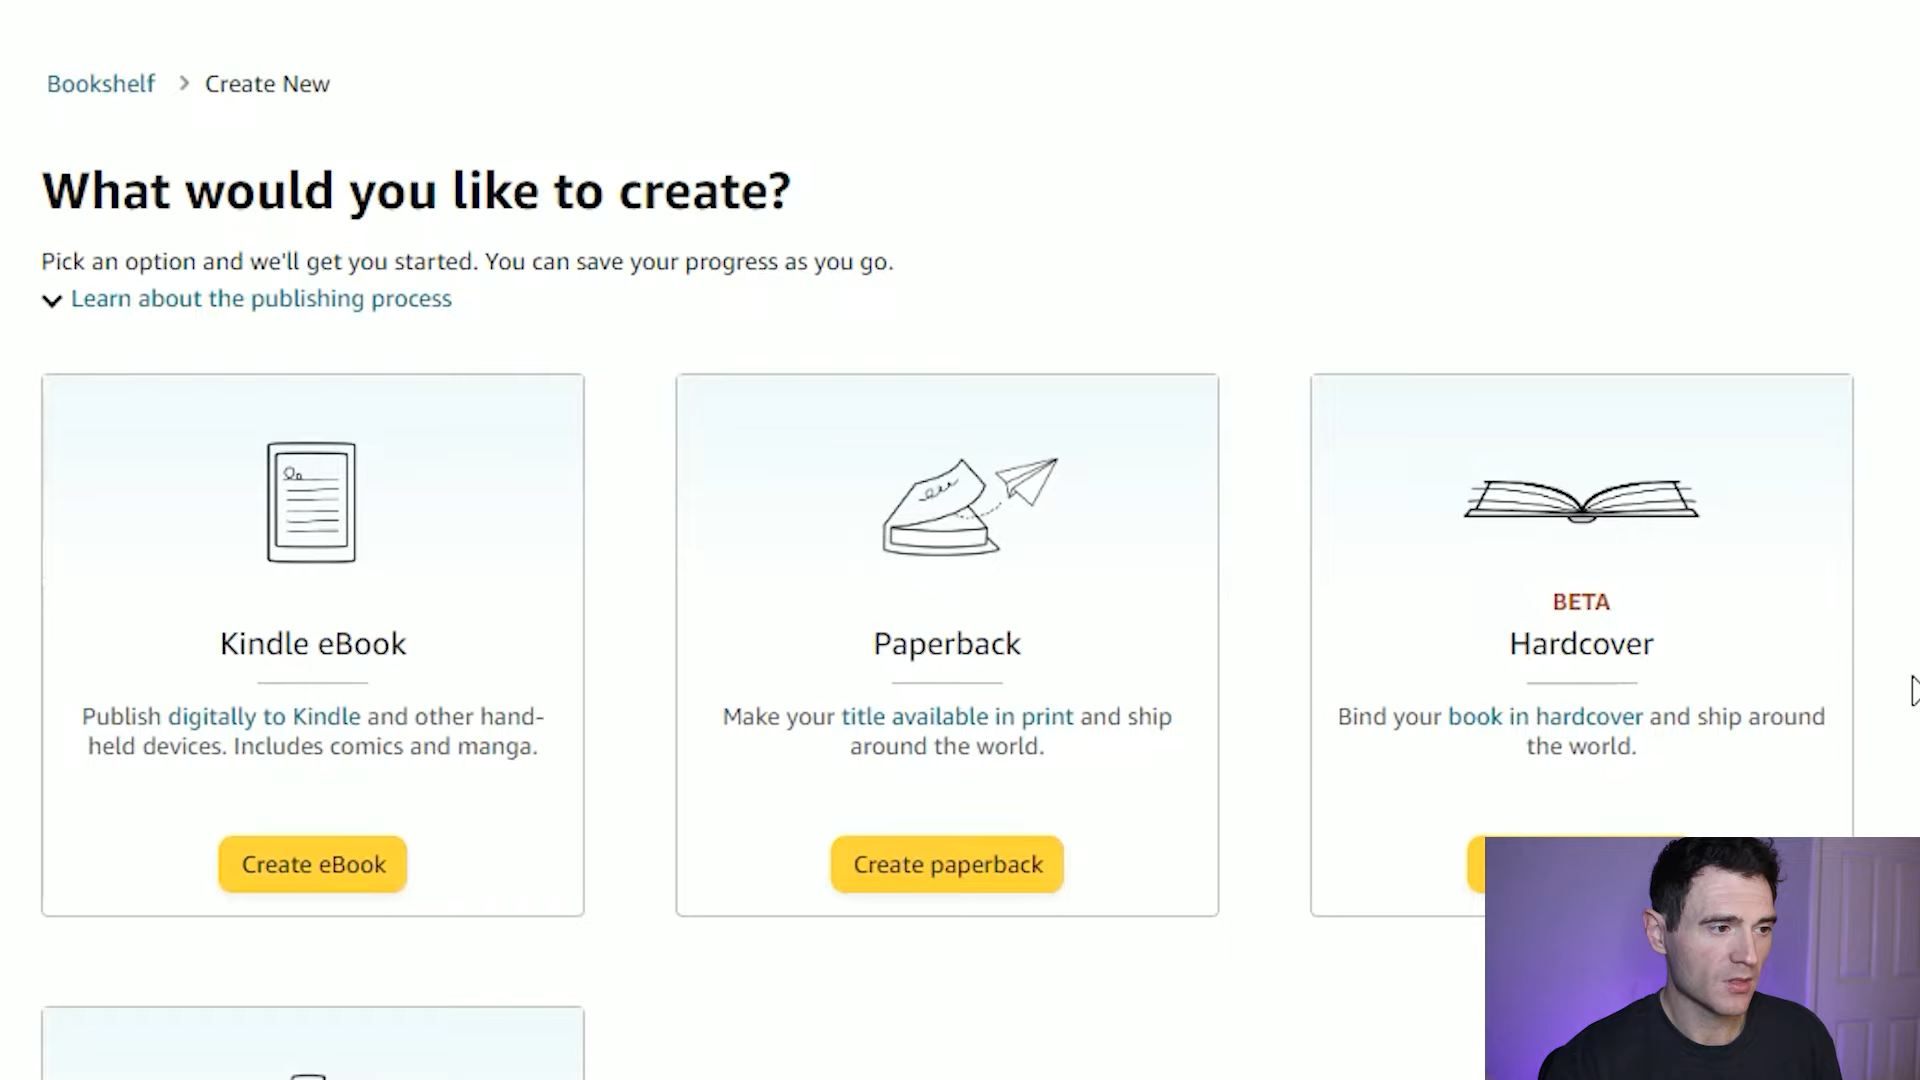 Bookshelf > Create New
What would you like to create?
Pick an option and we'll get you started. You can save your progress as you go.
Learn about the publishing process
Kindle eBook
Publish digitally to Kindle and other hand-
held devices. Includes comics and manga.
Create eBook
Paperback
Make your title available in print and ship
around the world.
Create paperback
BETA
Hardcover
Bind your book in hardcover and ship around
the world.